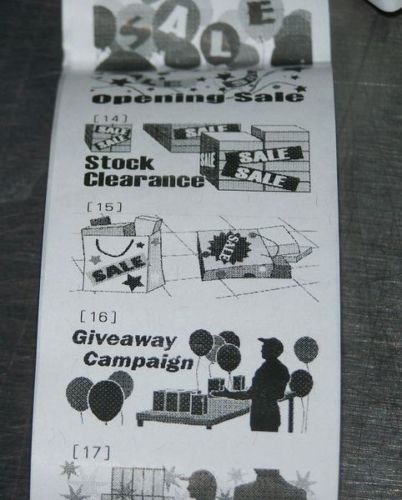 SALE
Opening Sale
[14]
SALE
SALE
SALE
SALE
SALE
SALE
Stock
Clearance
[15]
SALE
SALE
[16]
Giveaway
Campaign
[17]